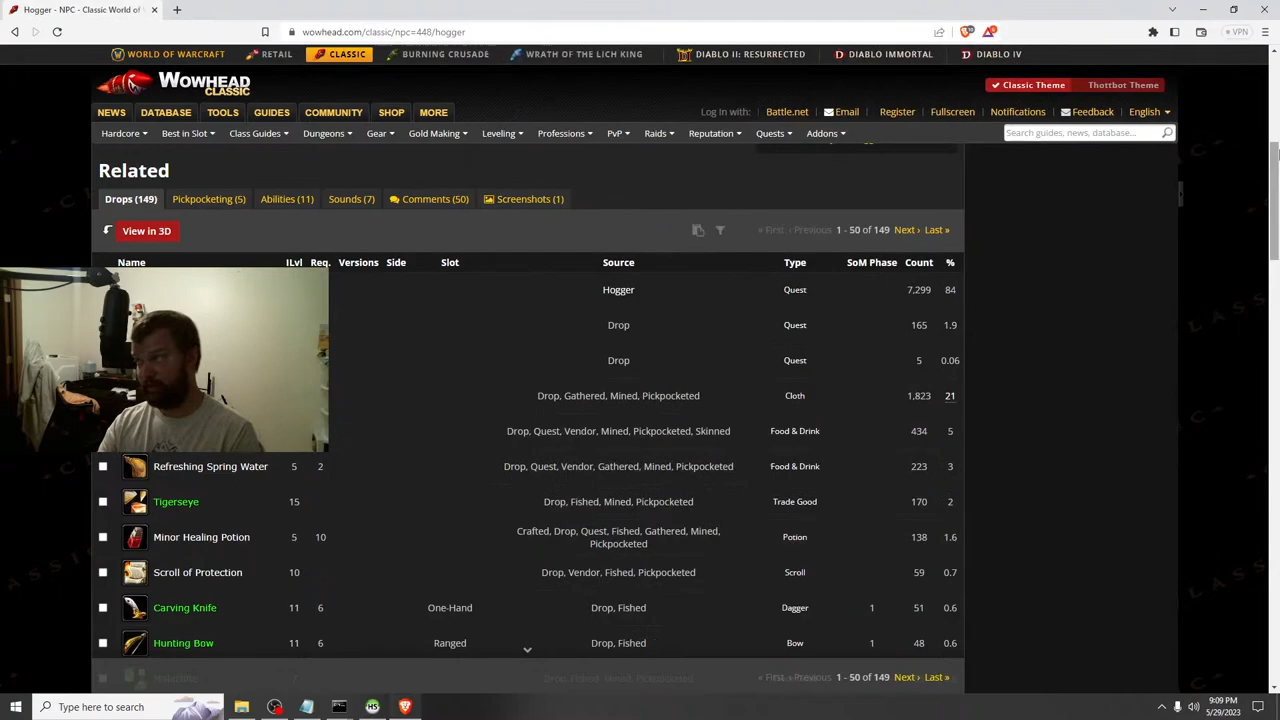 Hogger - NPC - Classic World of
wowhead.com/classic/npc=448/hogger
VPN
WORLD OF WARCRAFT RETAIL CLASSIC BURNING CRUSADE WRATH OF THE LICH KING DIABLO II: RESURRECTED DIABLO IMMORTAL DIABLO IV
WOWHEAD CLASSIC
Classic Theme Thottbot Theme
NEWS DATABASE TOOLS GUIDES COMMUNITY SHOP MORE Log In with: Battle.net Email Register Fullscreen Notifications Feedback English
Hardcore Best in Slot Class Guides Dungeons Gear Gold Making Leveling Professions PvP Raids Reputation Quests Addons Search guides, news, database...
Related
Drops (149) Pickpocketing (5) Abilities (11) Sounds (7) Comments (50) Screenshots (1)
View in 3D « First ‹ Previous 1 - 50 of 149 Next › Last »
Name ILvl Req. Versions Side Slot Source Type SoM Phase Count %
Hogger Quest 7,299 84
Drop Quest 165 1.9
Drop Quest 5 0.06
Drop, Gathered, Mined, Pickpocketed Cloth 1,823 21
Drop, Quest, Vendor, Mined, Pickpocketed, Skinned Food & Drink 434 5
Refreshing Spring Water 5 2 Drop, Quest, Vendor, Gathered, Mined, Pickpocketed Food & Drink 223 3
Tigerseye 15 Drop, Fished, Mined, Pickpocketed Trade Good 170 2
Minor Healing Potion 5 10 Crafted, Drop, Quest, Fished, Gathered, Mined, Potion 138 1.6
Pickpocketed
Scroll of Protection 10 Drop, Vendor, Fished, Pickpocketed Scroll 59 0.7
Carving Knife 11 6 One-Hand Drop, Fished Dagger 1 51 0.6
Hunting Bow 11 6 Ranged Drop, Fished Bow 1 48 0.6
Malachite 7 Drop, Fished, Mined, Pickpocketed « First ‹ Previous 1 - 50 of 149 Next › Last »
Type here to search
9:09 PM
5/29/2023